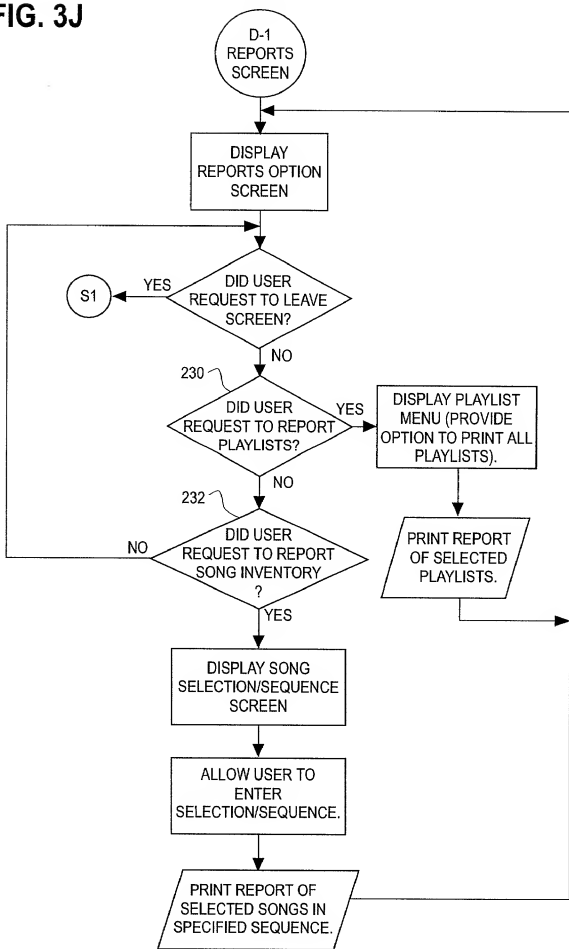 FIG. 3J
D-1
REPORTS
SCREEN
DISPLAY
REPORTS OPTION
SCREEN
DID USER
REQUEST TO LEAVE
SCREEN?
YES
S1
NO
230
DID USER
REQUEST TO REPORT
PLAYLISTS?
YES
DISPLAY PLAYLIST
MENU (PROVIDE
OPTION TO PRINT ALL
PLAYLISTS).
NO
PRINT REPORT
OF SELECTED
PLAYLISTS.
232
DID USER
REQUEST TO REPORT
SONG INVENTORY
?
NO
YES
DISPLAY SONG
SELECTION/SEQUENCE
SCREEN
ALLOW USER TO
ENTER
SELECTION/SEQUENCE.
PRINT REPORT OF
SELECTED SONGS IN
SPECIFIED SEQUENCE.